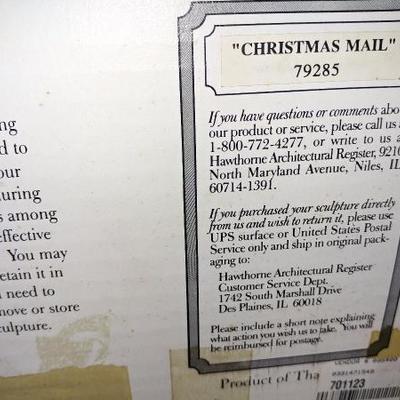 "CHRISTMAS MAIL"
79285
If you have questions or comments abo
our product or service, please call us a
1-800-772-4277, or write to us a
Hawthorne Architectural Register, 9210
North Maryland Avenue, Niles, IL
60714-1391.
If you purchased your sculpture directly
from us and wish to return it, please use
UPS surface or United States Postal
Service only and ship in original pack-
aging to:
Hawthorne Architectural Register
Customer Service Dept.
1742 South Marshall Drive
Des Plaines, IL 60018
Please include a short note explaining
what action you wish us to take. You will
be reimbursed for postage.
ng
d to
our
uring
s among
ffective
You may
etain it in
need to
move or store
culpture.
Product of Tha
701123